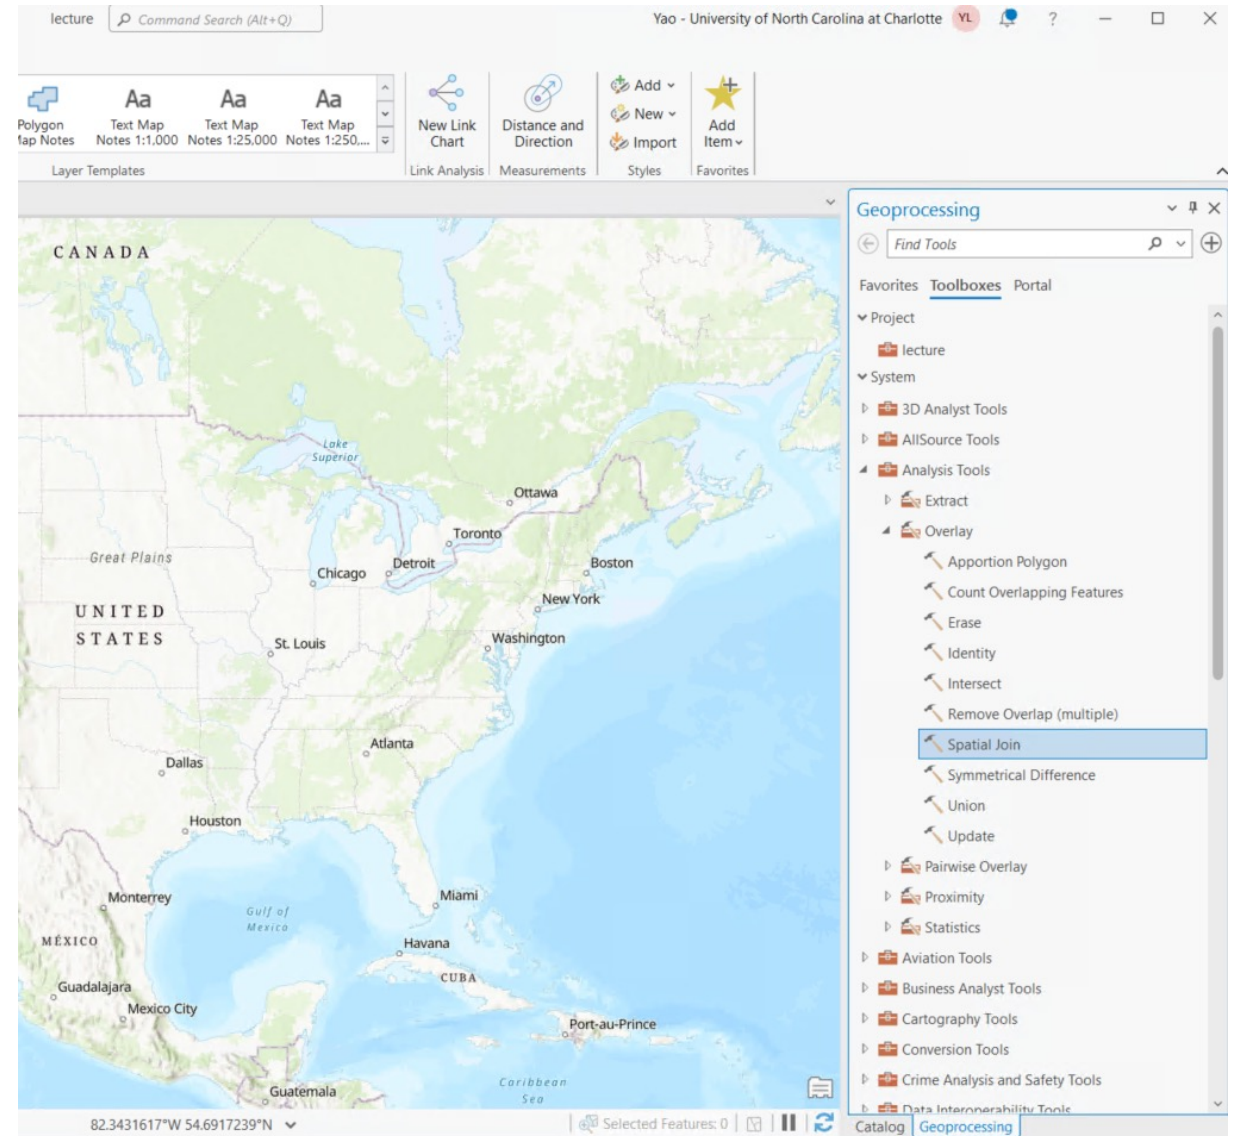 lecture
Command Search (Alt+Q)
Yao - University of North Carolina at Charlotte
YL
?
Polygon
Map Notes
Aa
Text Map
Notes 1:1,000
Aa
Text Map
Notes 1:25,000
Aa
Text Map
Notes 1:250,...
Layer Templates
New Link
Chart
Link Analysis
Distance and
Direction
Measurements
Add
New
Import
Styles
Add
Item
Favorites
Geoprocessing
Find Tools
Favorites Toolboxes Portal
Project
lecture
System
3D Analyst Tools
AllSource Tools
Analysis Tools
Extract
Overlay
Apportion Polygon
Count Overlapping Features
Erase
Identity
Intersect
Remove Overlap (multiple)
Spatial Join
Symmetrical Difference
Union
Update
Pairwise Overlay
Proximity
Statistics
Aviation Tools
Business Analyst Tools
Cartography Tools
Conversion Tools
Crime Analysis and Safety Tools
Data Interoperability Tools
Catalog
Geoprocessing
CANADA
Lake
Superior
Ottawa
Toronto
Great Plains
Detroit
Boston
Chicago
New York
UNITED
STATES
St. Louis
Washington
Atlanta
Dallas
Houston
Monterrey
Miami
Gulf of
Mexico
MÉXICO
Havana
CUBA
Guadalajara
Mexico City
Port-au-Prince
Caribbean
Sea
Guatemala
82.3431617°W 54.6917239°N
Selected Features: 0